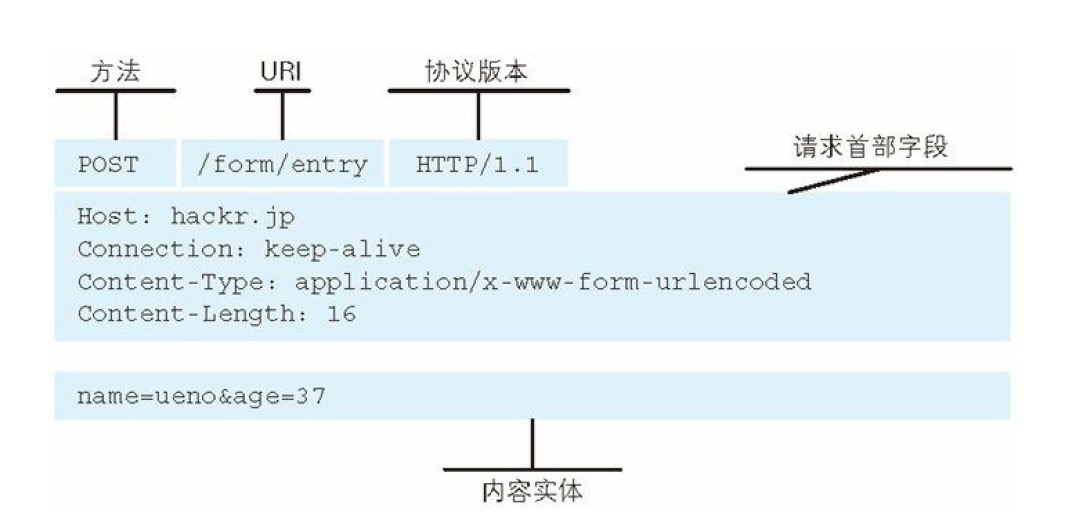 方法 URI 协议版本
请求首部字段
POST /form/entry HTTP/1.1
Host: hackr.jp
Connection: keep-alive
Content-Type: application/x-www-form-urlencoded
Content-Length: 16
name=ueno&age=37
内容实体